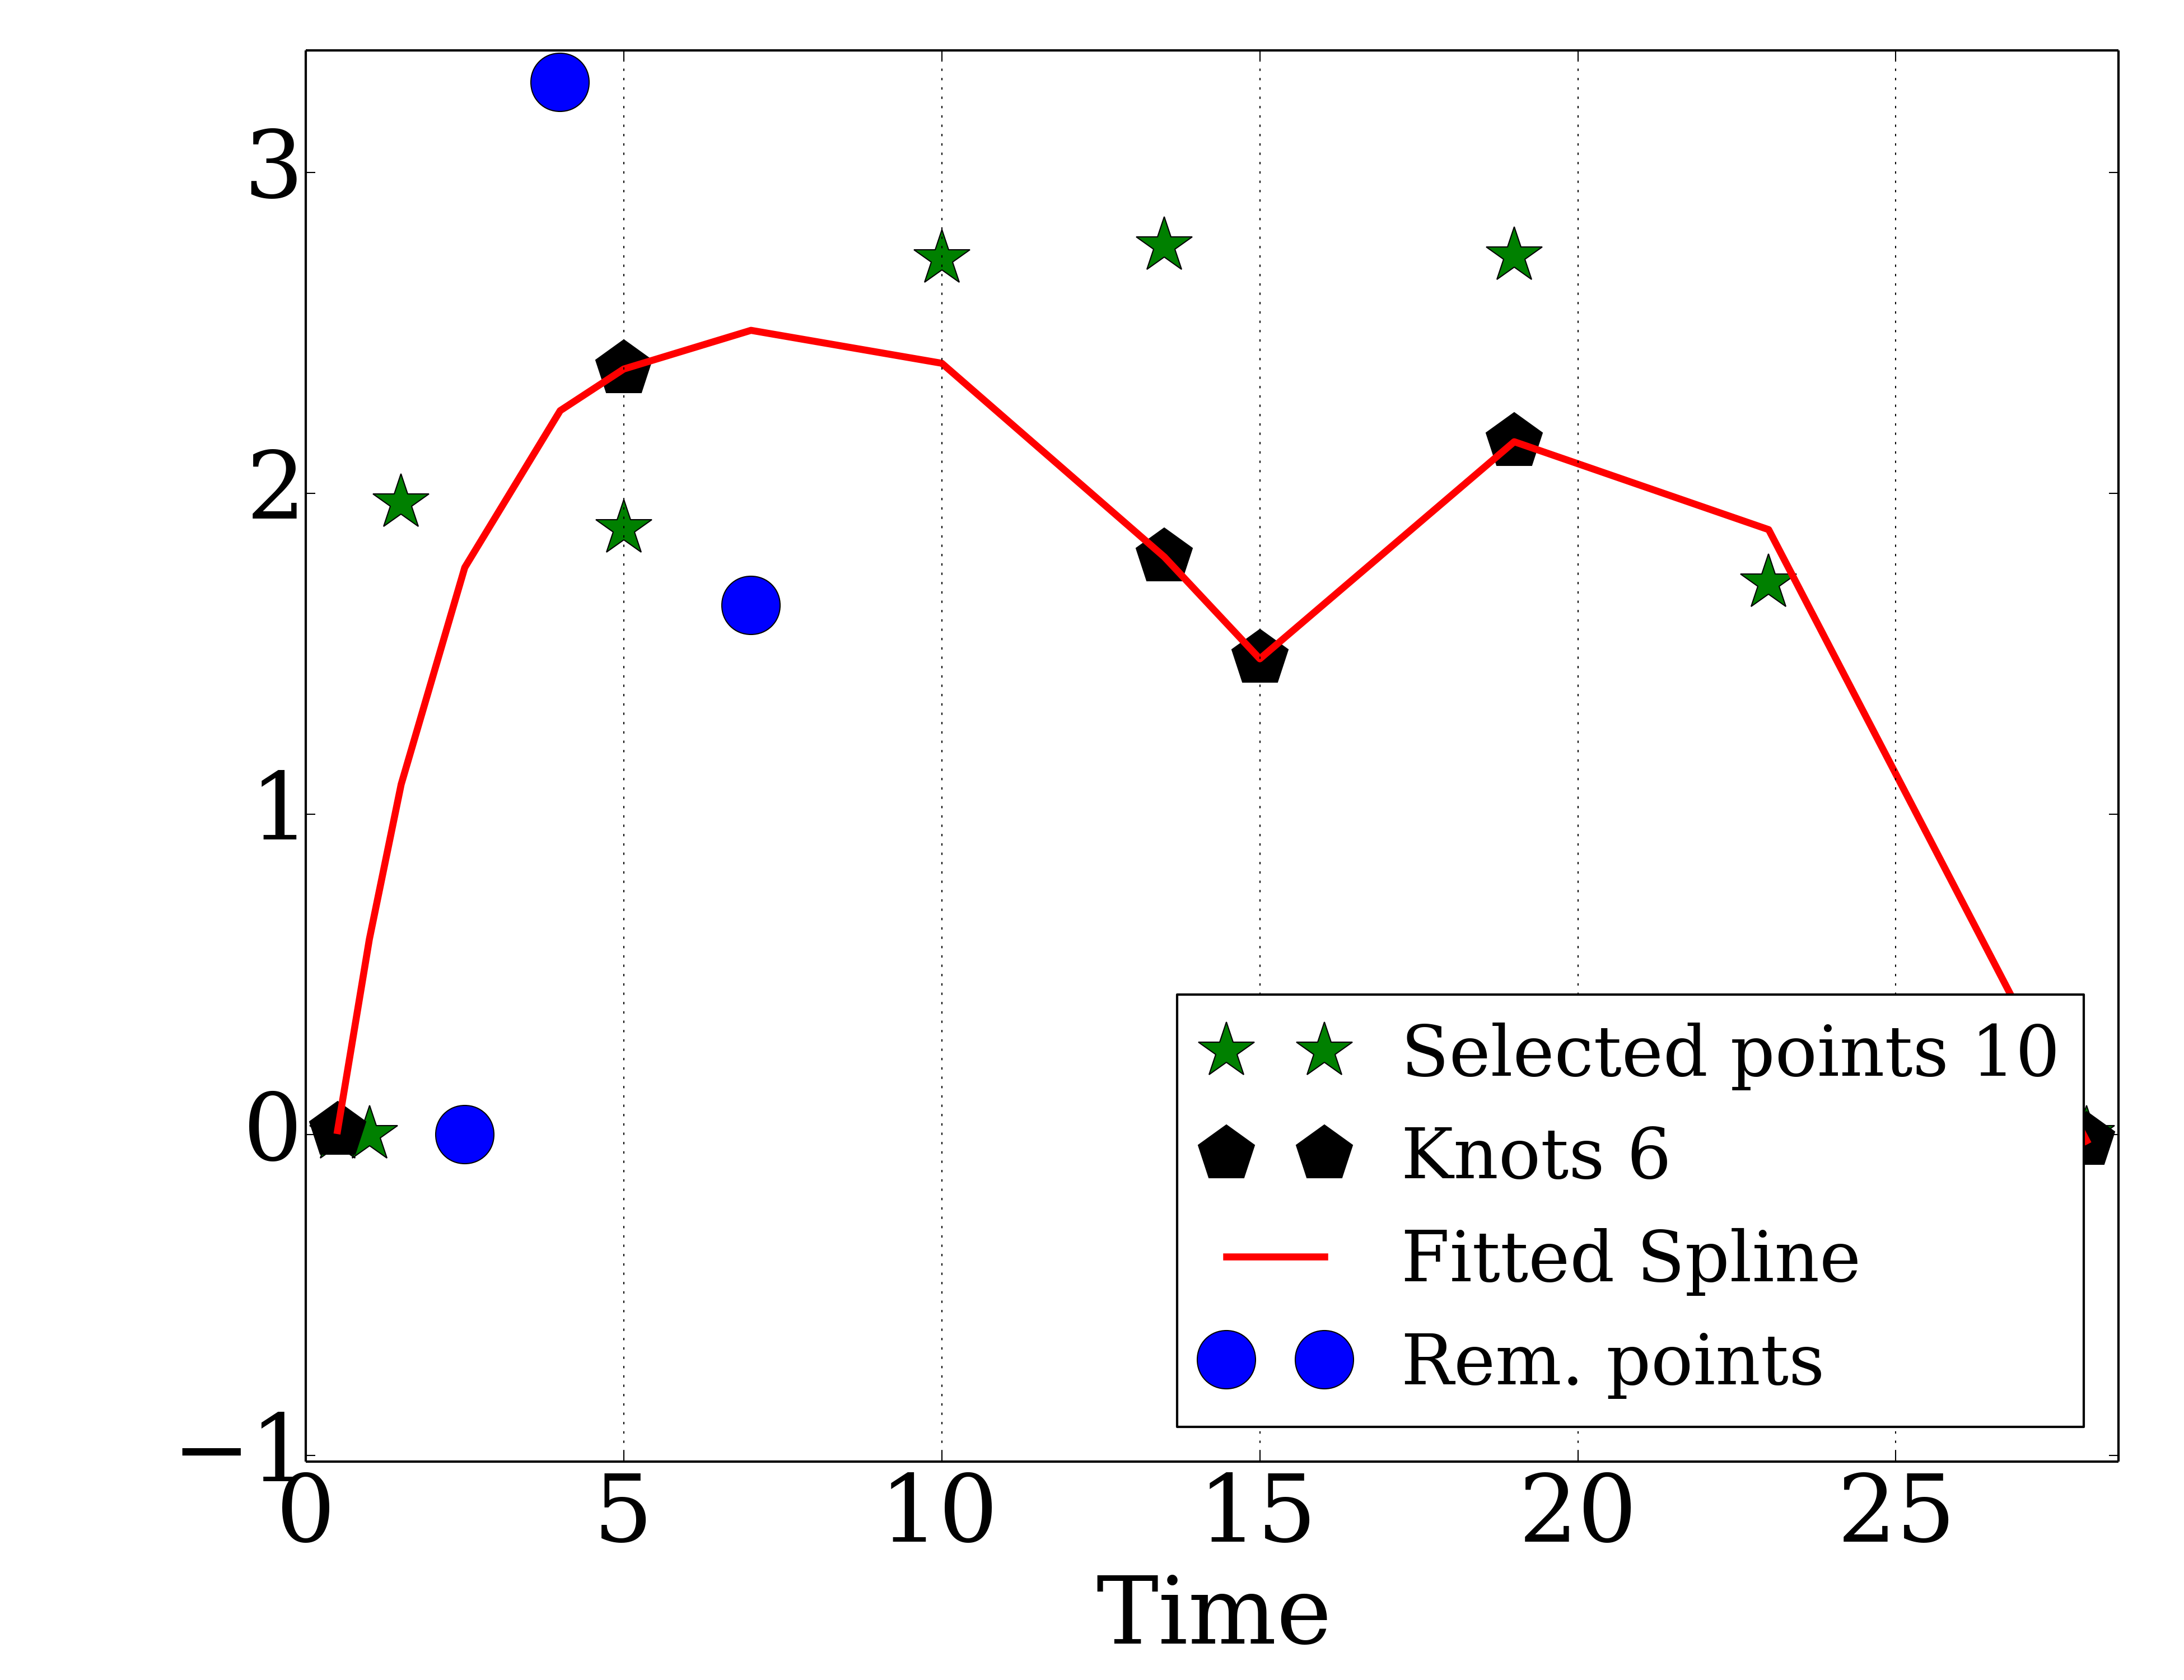 3
2
1
0
−1
0 5 10 15 20 25
Time
Selected points 10
Knots 6
Fitted Spline
Rem. points